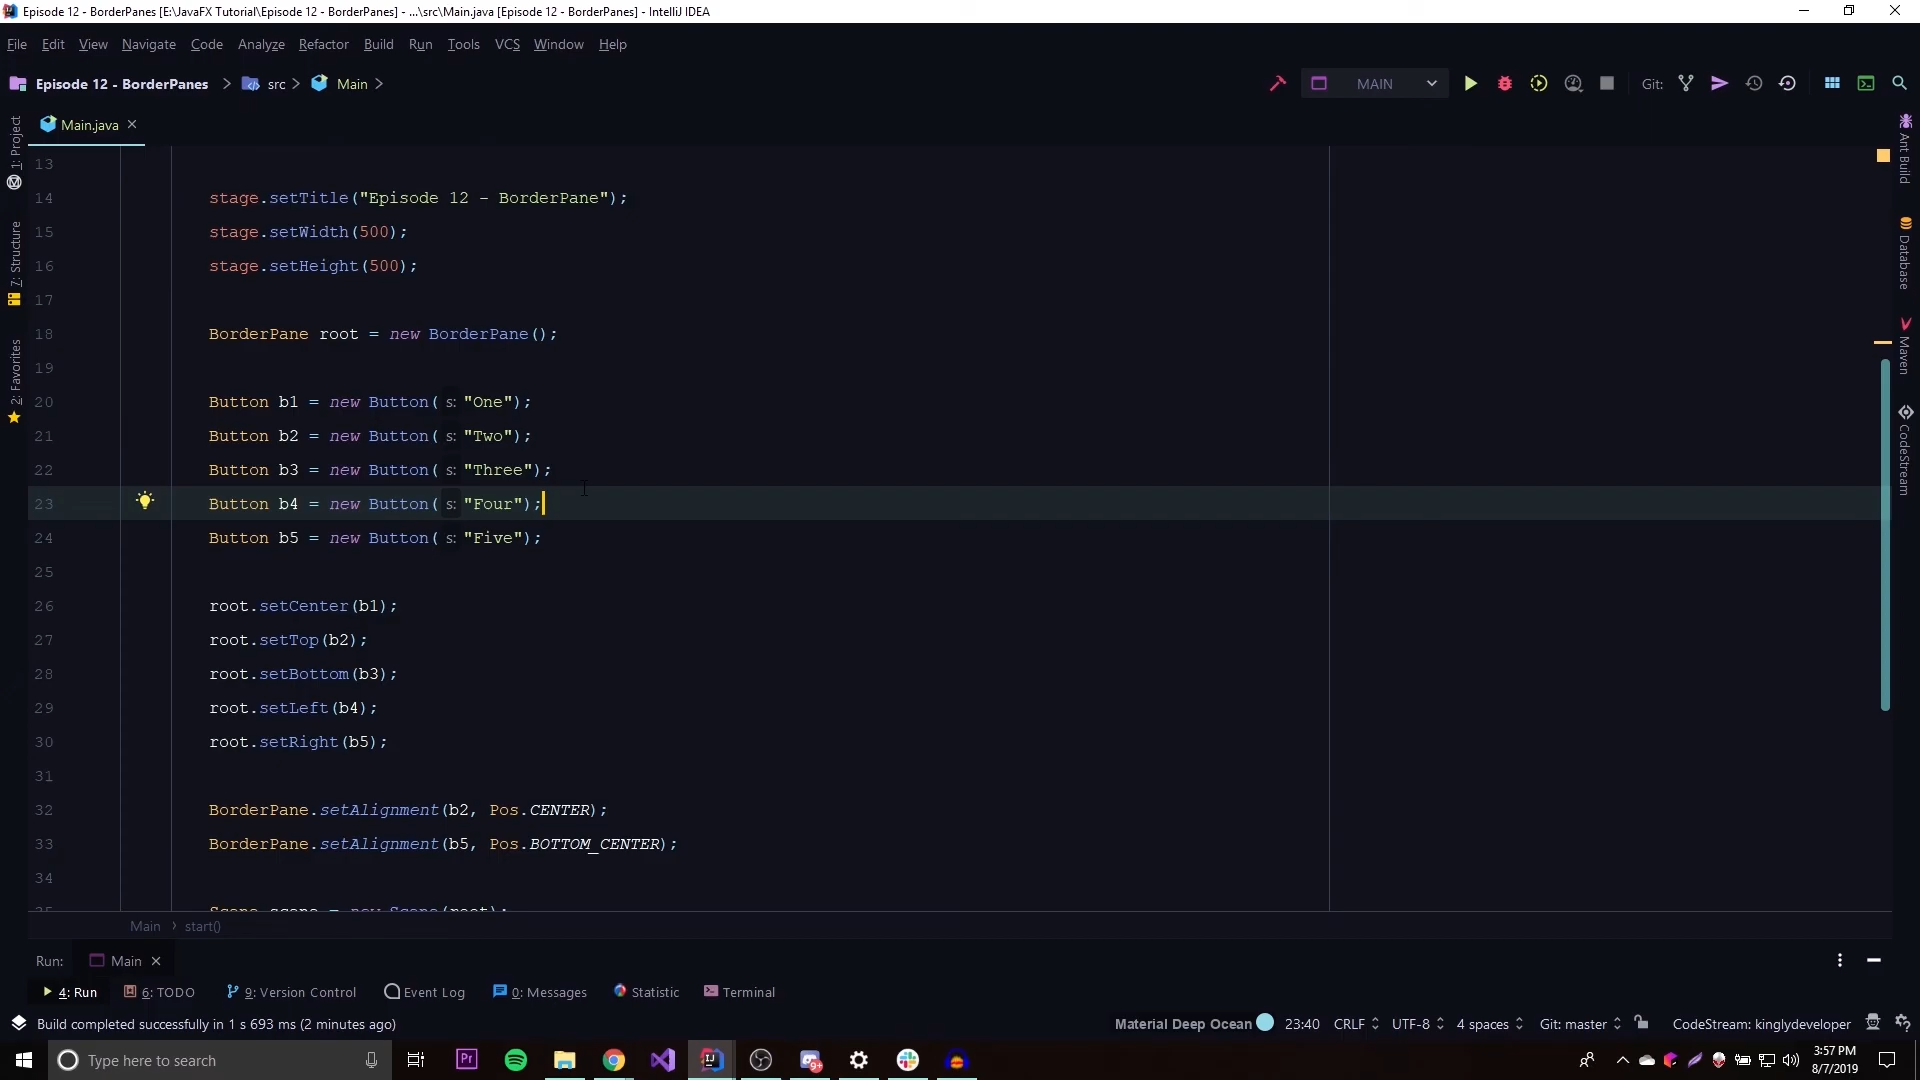 Episode 12 - BorderPanes [E:\JavaFX Tutorial\Episode 12 - BorderPanes] - ...\src\Main.java [Episode 12 - BorderPanes] - IntelliJ IDEA
File Edit View Navigate Code Analyze Refactor Build Run Tools VCS Window Help
Episode 12 - BorderPanes src Main MAIN Git:
Main.java
1: Project
7: Structure
2: Favorites
Ant Build
Database
Maven
CodeStream
13
14 stage.setTitle("Episode 12 - BorderPane");
15 stage.setWidth(500);
16 stage.setHeight(500);
17
18 BorderPane root = new BorderPane();
19
20 Button b1 = new Button( s: "One");
21 Button b2 = new Button( s: "Two");
22 Button b3 = new Button( s: "Three");
23 Button b4 = new Button( s: "Four");
24 Button b5 = new Button( s: "Five");
25
26 root.setCenter(b1);
27 root.setTop(b2);
28 root.setBottom(b3);
29 root.setLeft(b4);
30 root.setRight(b5);
31
32 BorderPane.setAlignment(b2, Pos.CENTER);
33 BorderPane.setAlignment(b5, Pos.BOTTOM_CENTER);
34
35 Scene scene = new Scene(root);
Main start()
Run: Main
4: Run 6: TODO 9: Version Control Event Log 0: Messages Statistic Terminal
Build completed successfully in 1 s 693 ms (2 minutes ago) Material Deep Ocean 23:40 CRLF UTF-8 4 spaces Git: master CodeStream: kinglydeveloper
Type here to search
3:57 PM
8/7/2019